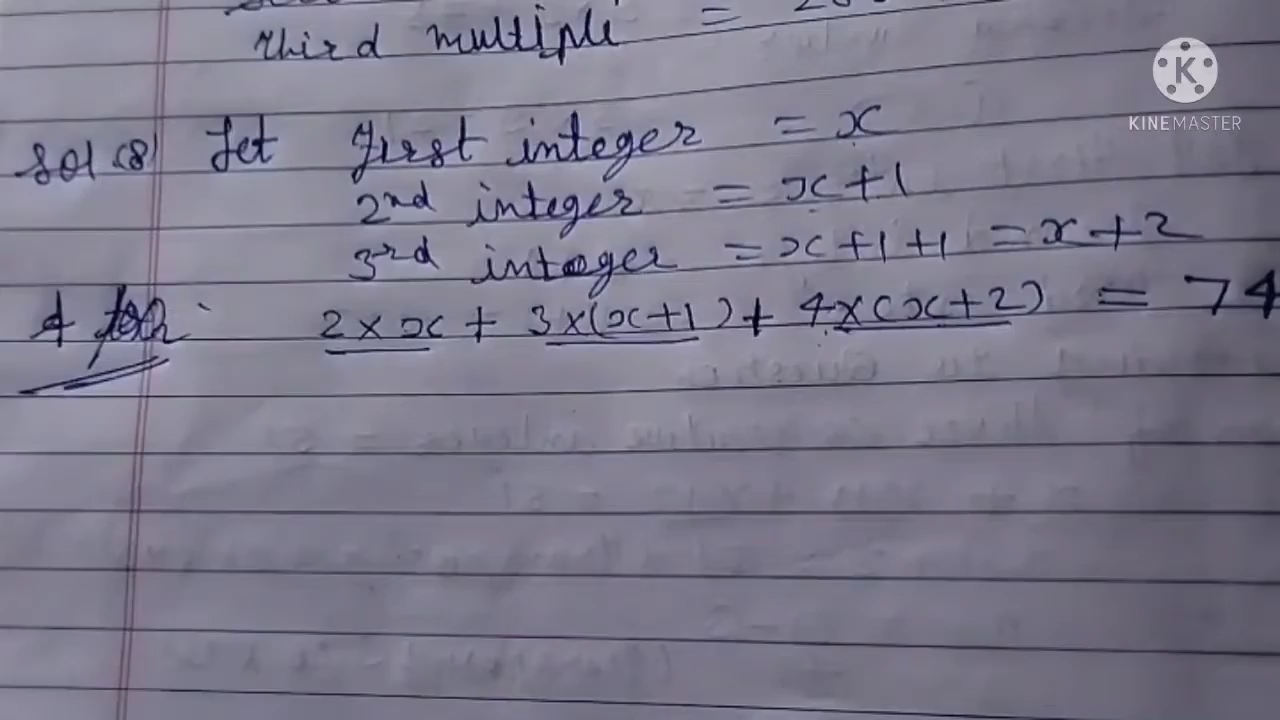 third multiple =
KINEMASTER
Sol (8) Let first integer = x
2nd integer = x+1
3rd integer = x+1+1 = x+2
2×x + 3×(x+1) + 4×(x+2) = 74